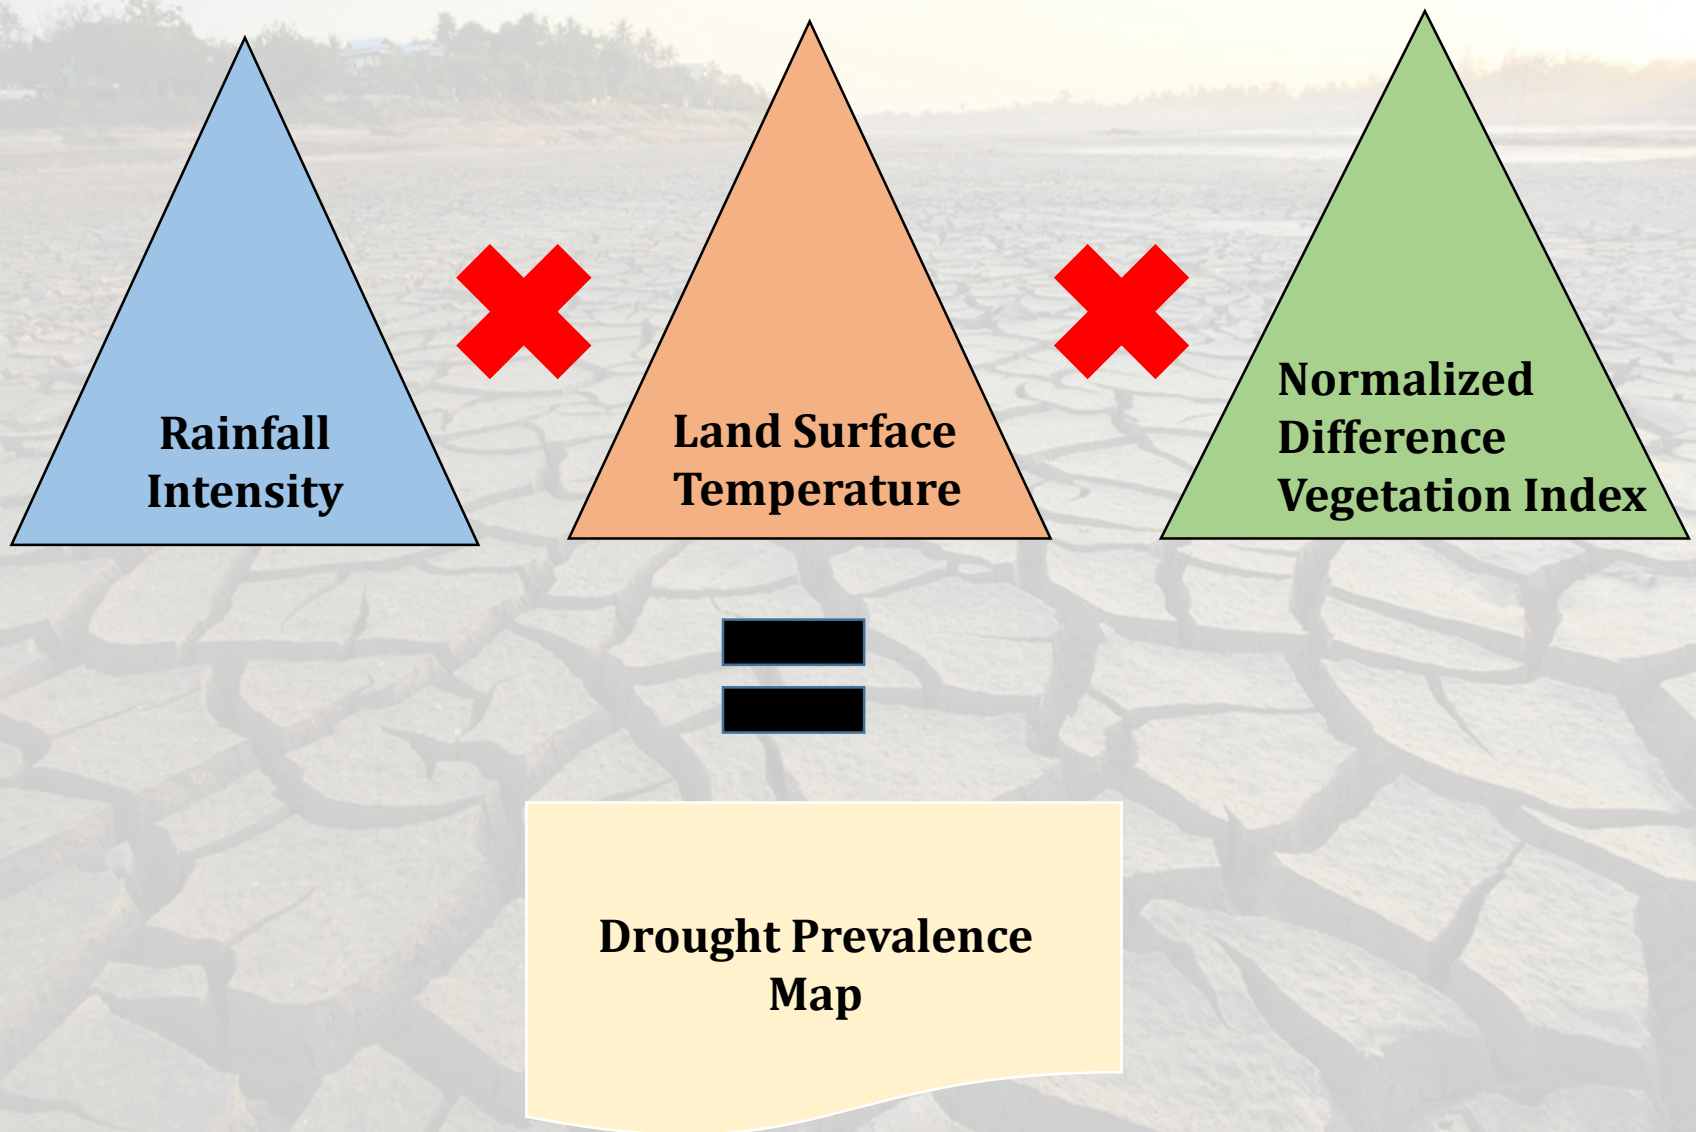 Rainfall
Intensity
Land Surface
Temperature
Normalized
Difference
Vegetation Index
Drought Prevalence
Map